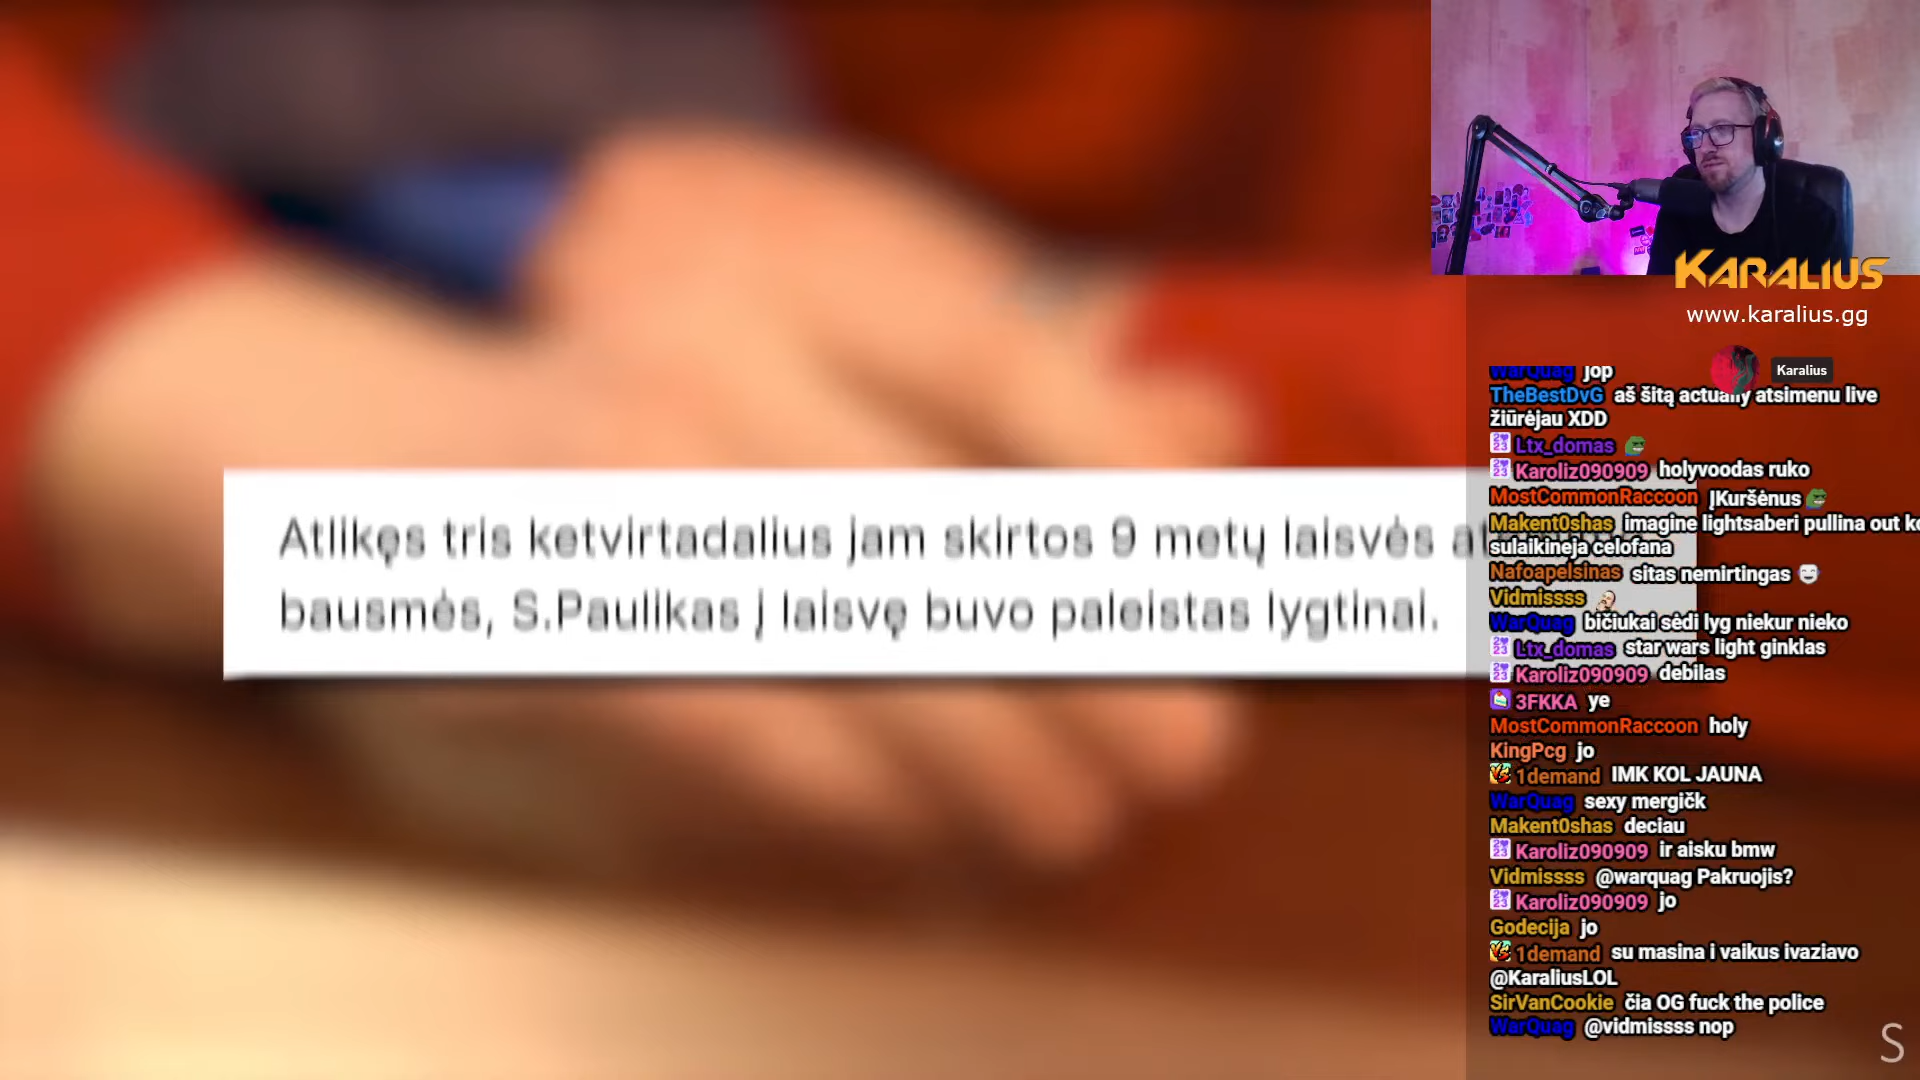 KARALIUS
www.karalius.gg
Karalius
WarQuag jop
TheBestDvG aš šitą actually atsimenu live
žiūrėjau XDD
Ltx_domas
Karoliz090909 holyvoodas ruko
MostCommonRaccoon ĮKuršėnus
Makent0shas imagine lightsaberi pullina out
sulaikineja celofana
Nafoapelsinas sitas nemirtingas
Vidmissss
WarQuag bičiukai sėdi lyg niekur nieko
Ltx_domas star wars light ginklas
Karoliz090909 debilas
3FKKA ye
MostCommonRaccoon holy
KingPcg jo
1demand IMK KOL JAUNA
WarQuag sexy mergičk
Makent0shas deciau
Karoliz090909 ir aisku bmw
Vidmissss @warquag Pakruojis?
Karoliz090909 jo
Godecija jo
1demand su masina i vaikus ivaziavo
@KaraliusLOL
SirVanCookie čia OG fuck the police
WarQuag @vidmissss nop
Atlikęs tris ketvirtadalius jam skirtos 9 metų laisvės
bausmės, S.Paulikas į laisvę buvo paleistas lygtinai.
S